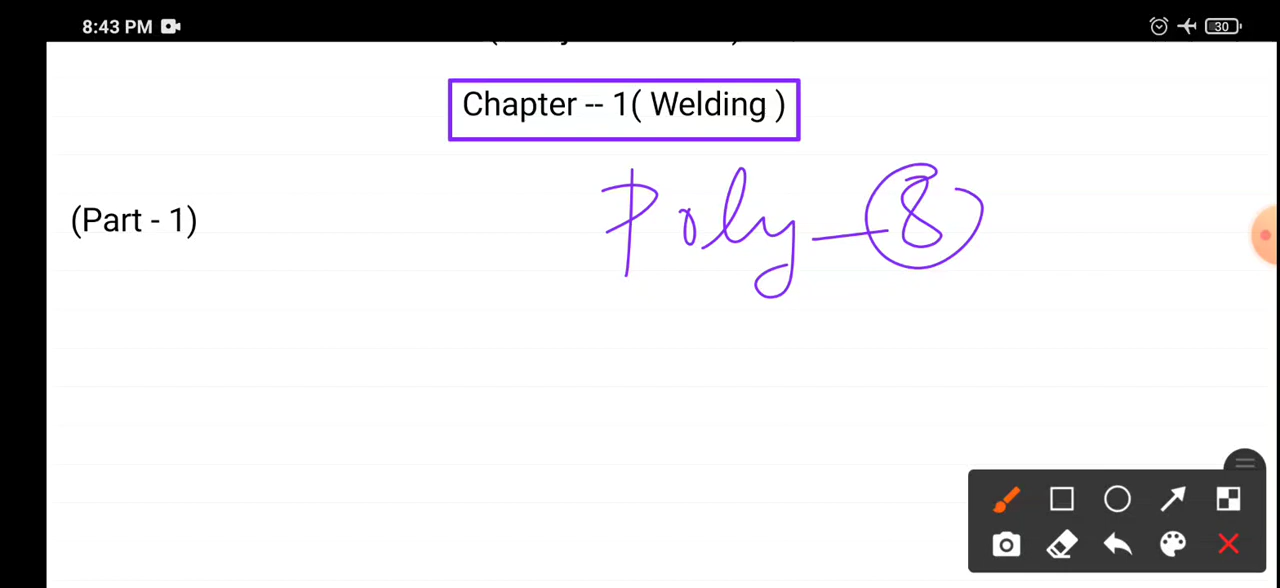 8:43 PM
30
Chapter -- 1( Welding )
Poly-8
(Part - 1)